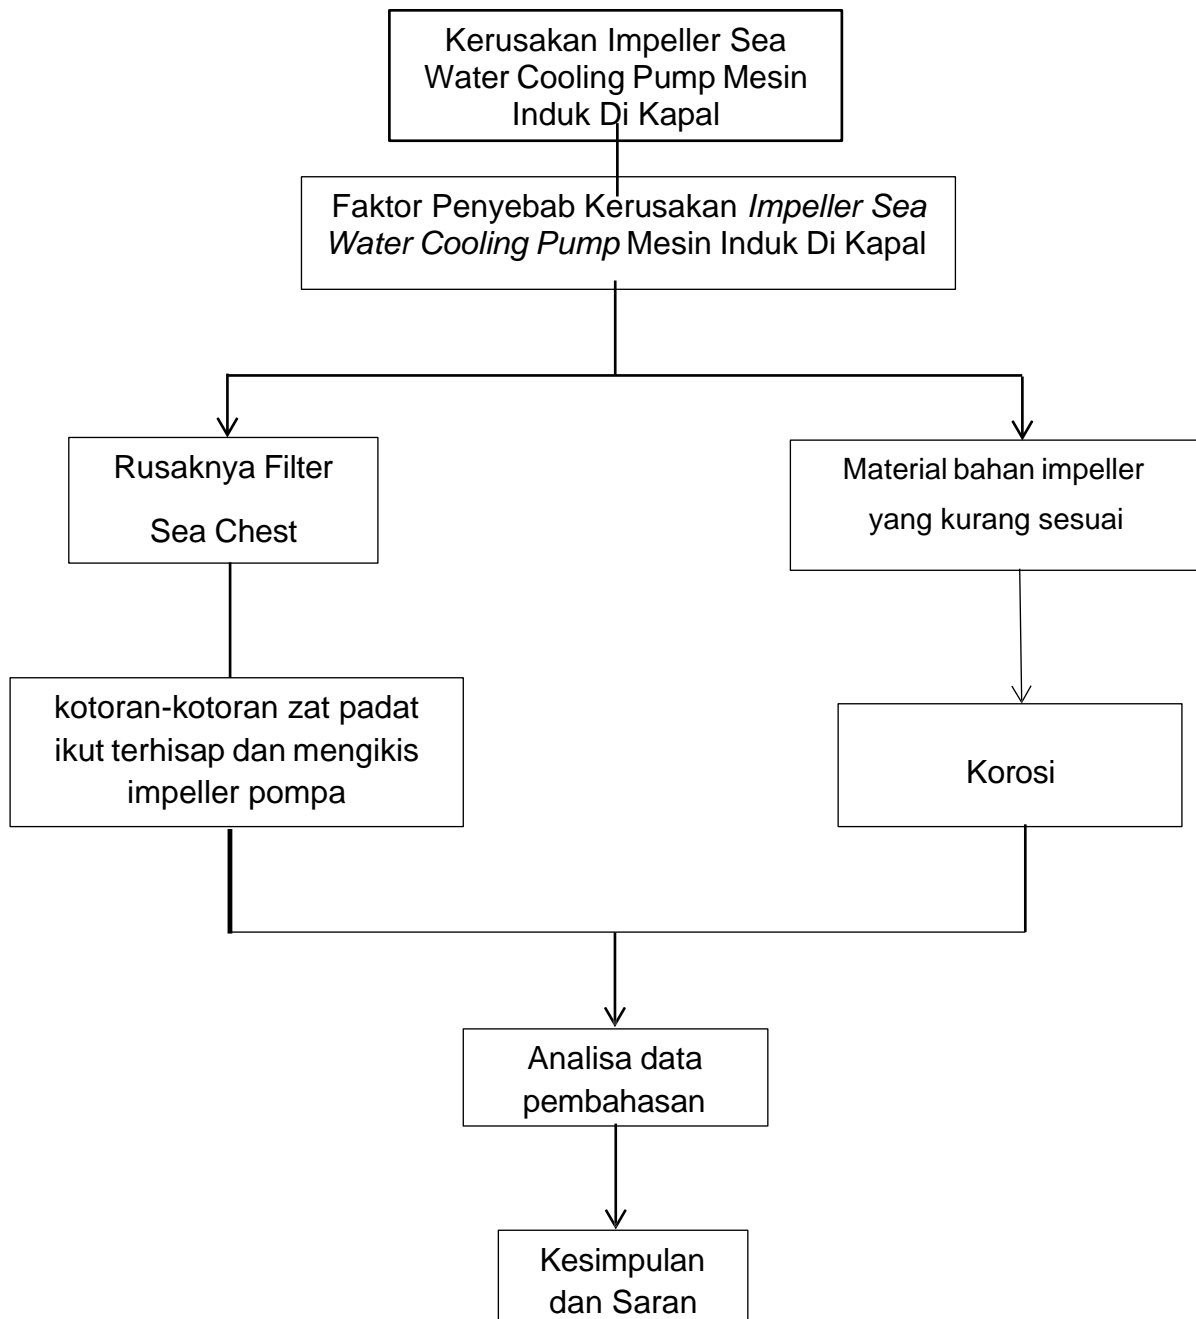 Kerusakan Impeller Sea
Water Cooling Pump Mesin
Induk Di Kapal
Faktor Penyebab Kerusakan Impeller Sea
Water Cooling Pump Mesin Induk Di Kapal
Rusaknya Filter
Sea Chest
Material bahan impeller
yang kurang sesuai
kotoran-kotoran zat padat
ikut terhisap dan mengikis
impeller pompa
Korosi
Analisa data
pembahasan
Kesimpulan
dan Saran